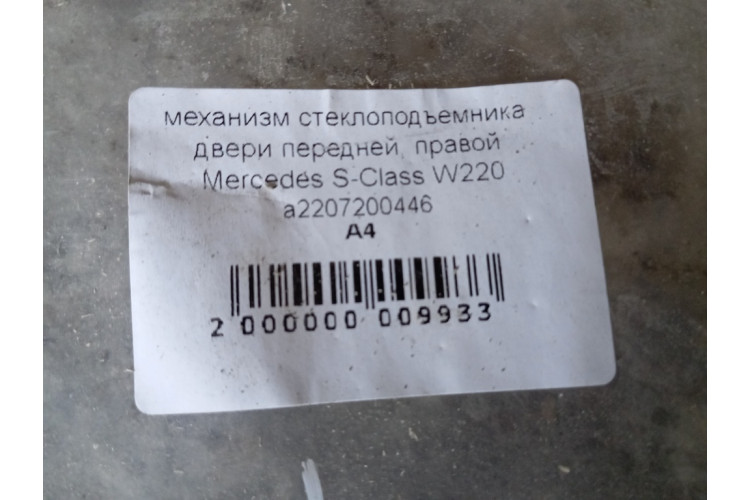 механизм стеклоподъемника
двери передней, правой
Mercedes S-Class W220
a2207200446
A4
2 000000 009933